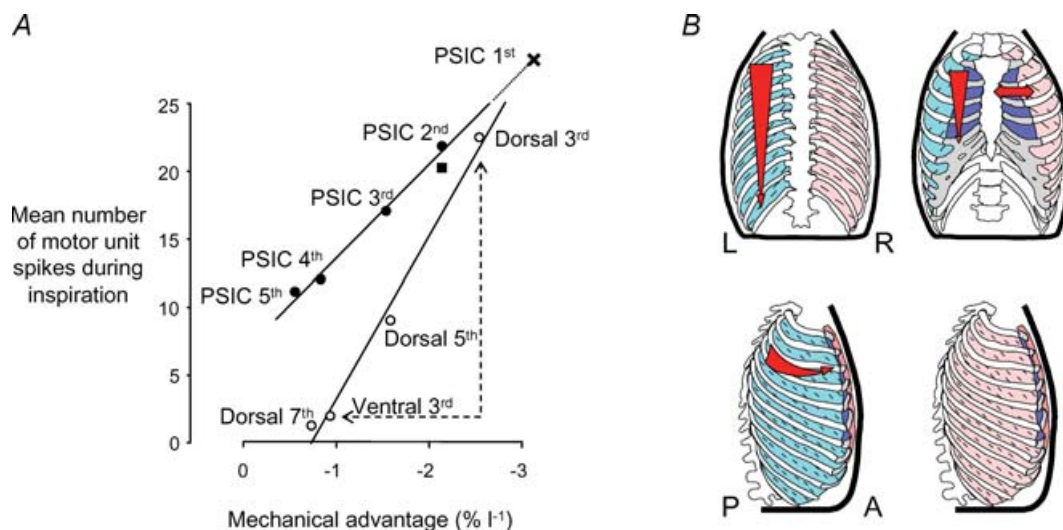 A
B
PSIC 1st
25
PSIC 2nd
Dorsal 3rd
20
PSIC 3rd
Mean number
of motor unit
spikes during
inspiration
15
PSIC 4th
PSIC 5th
10
Dorsal 5th
5
Dorsal 7th
Ventral 3rd
0
0 -1 -2 -3
Mechanical advantage (% l-1)
L R
P A